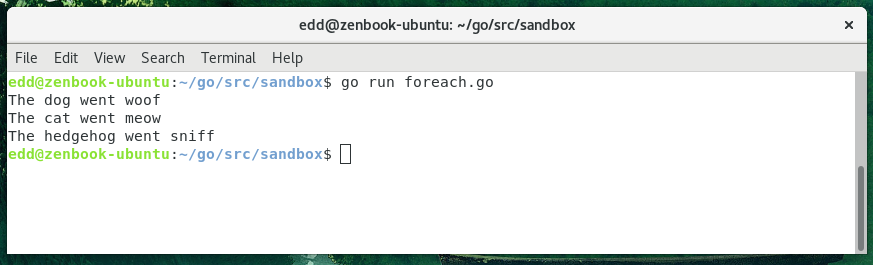 edd@zenbook-ubuntu: ~/go/src/sandbox
File Edit View Search Terminal Help
edd@zenbook-ubuntu:~/go/src/sandbox$ go run foreach.go
The dog went woof
The cat went meow
The hedgehog went sniff
edd@zenbook-ubuntu:~/go/src/sandbox$